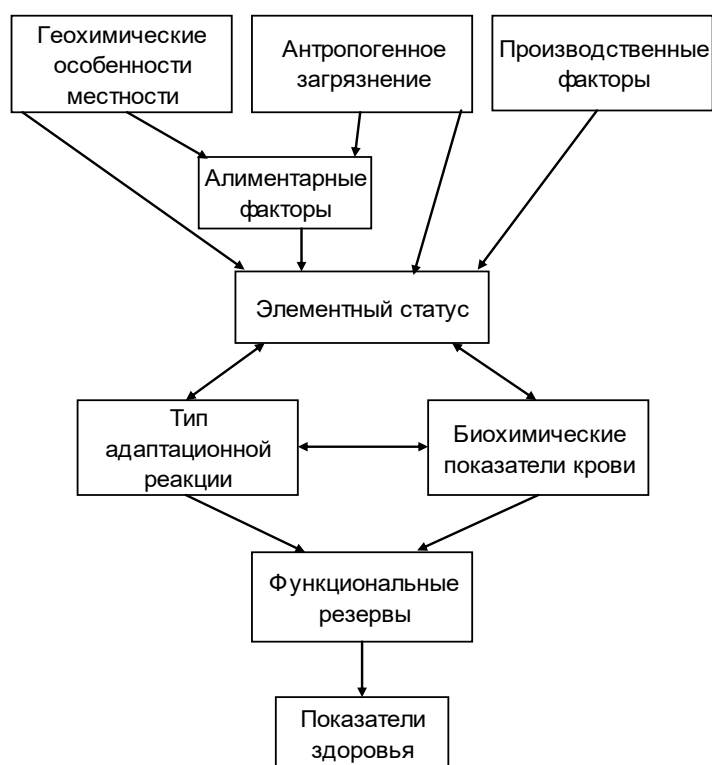 Геохимические
особенности
местности
Антропогенное
загрязнение
Производственные
факторы
Алиментарные
факторы
Элементный статус
Тип
адаптационной
реакции
Биохимические
показатели крови
Функциональные
резервы
Показатели
здоровья